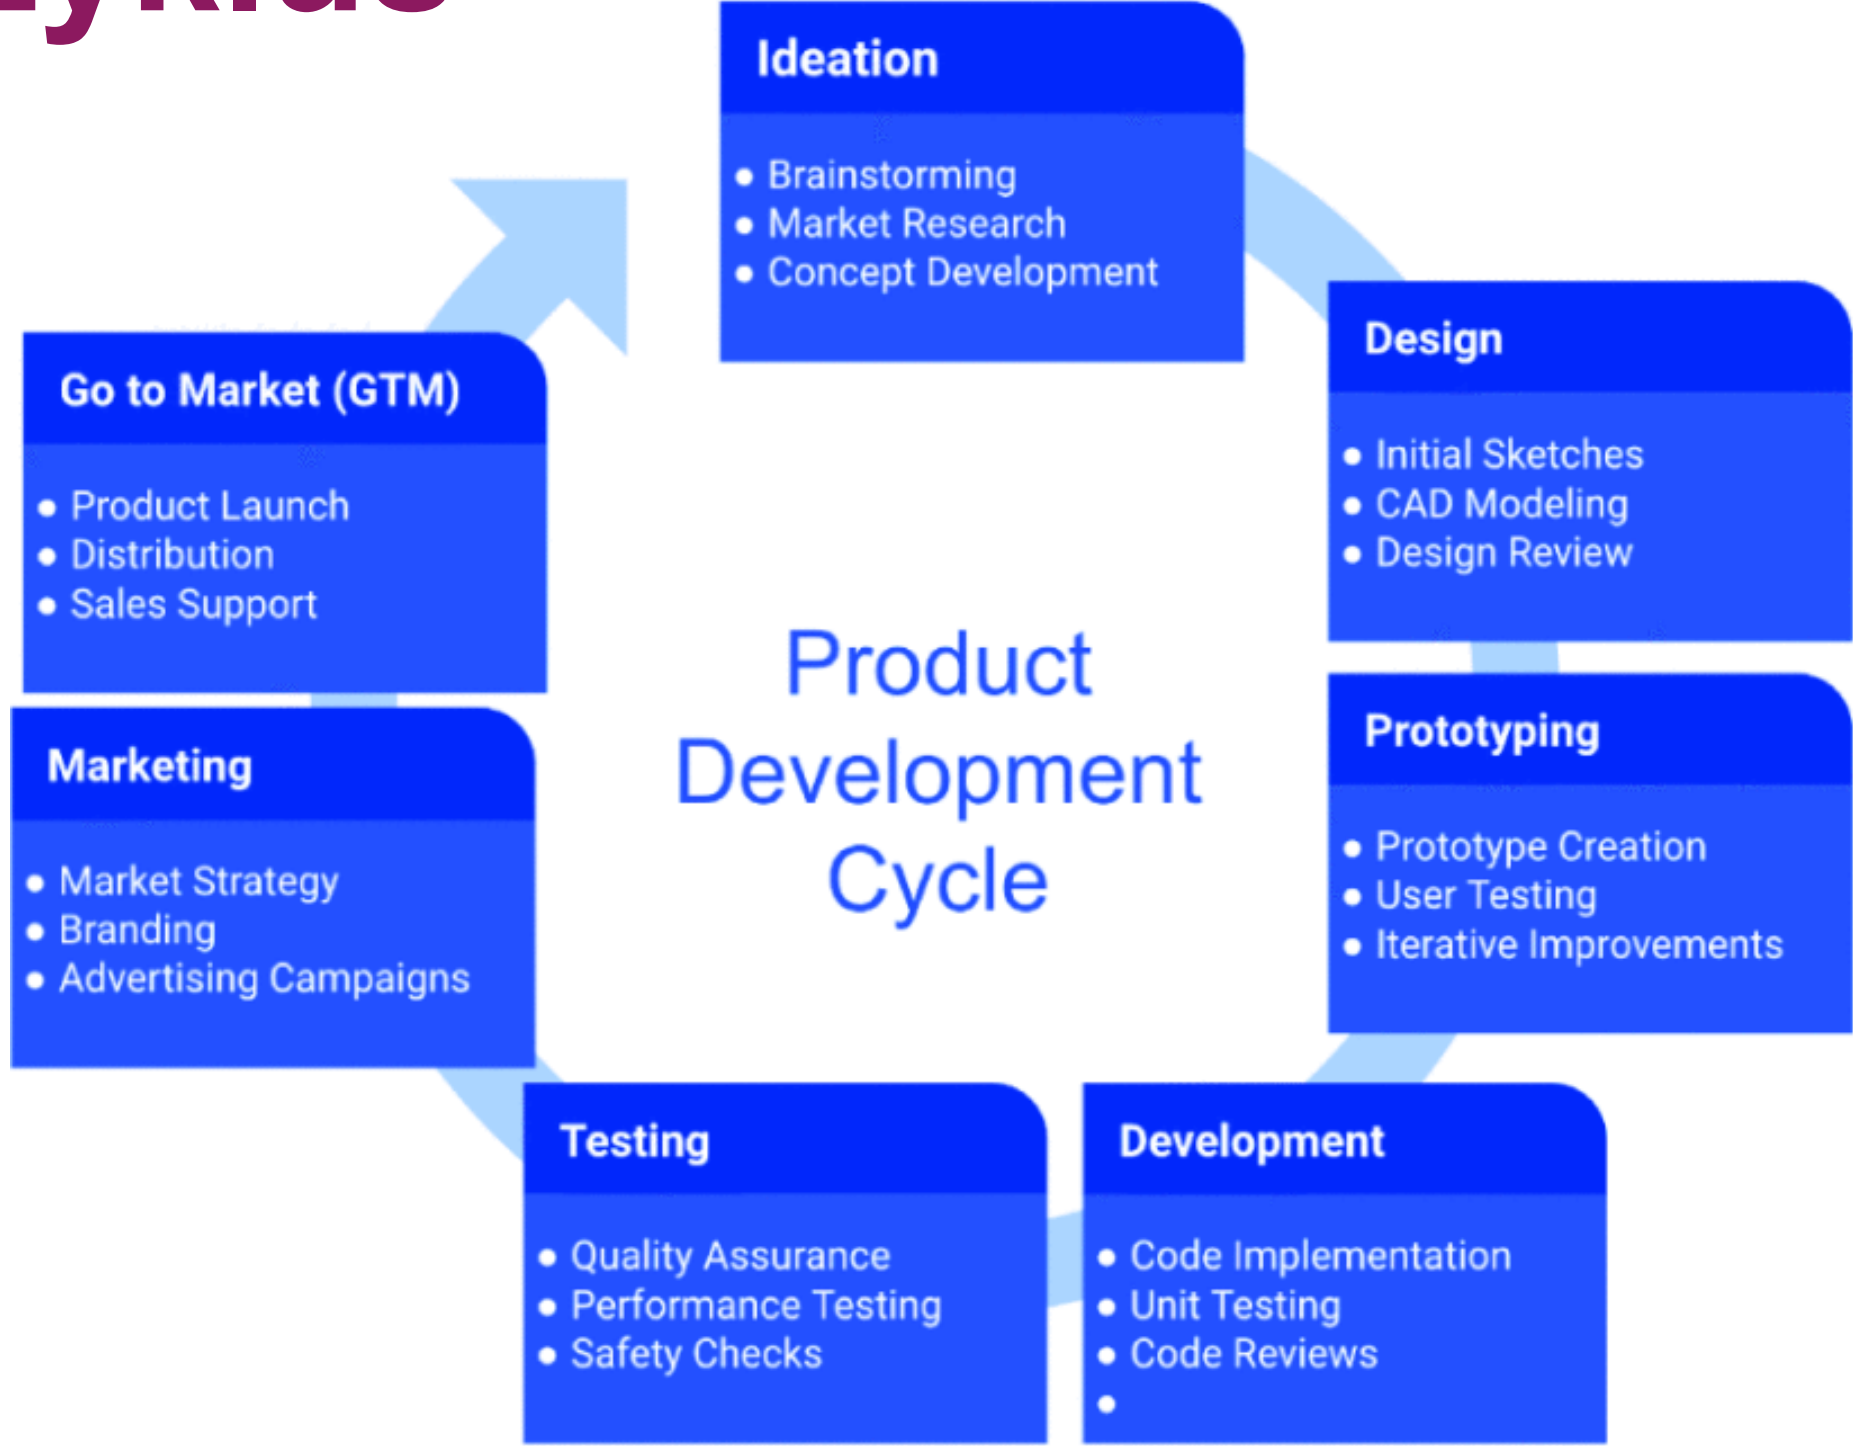 Ideation
• Brainstorming
• Market Research
• Concept Development
Design
• Initial Sketches
• CAD Modeling
• Design Review
Prototyping
• Prototype Creation
• User Testing
• Iterative Improvements
Development
• Code Implementation
• Unit Testing
• Code Reviews
•
Testing
• Quality Assurance
• Performance Testing
• Safety Checks
Marketing
• Market Strategy
• Branding
• Advertising Campaigns
Go to Market (GTM)
• Product Launch
• Distribution
• Sales Support
Product
Development
Cycle